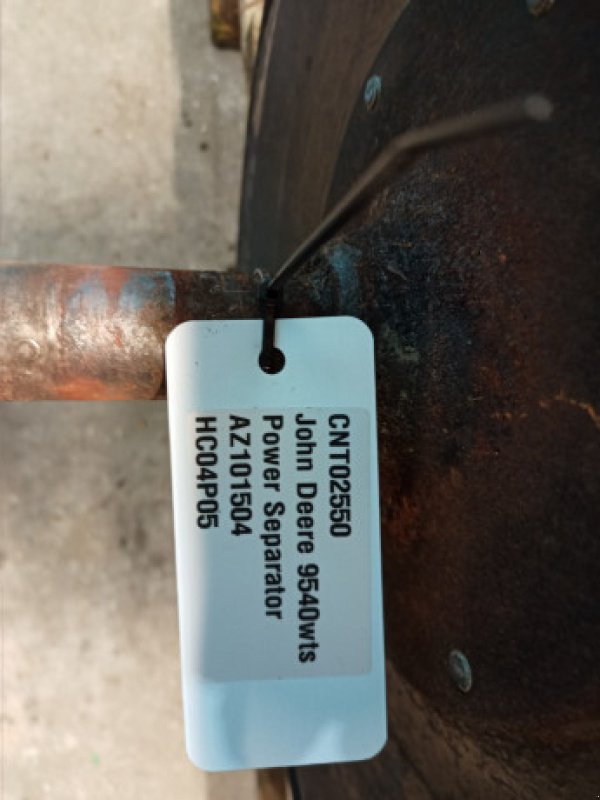 CNT02550
John Deere 9540wts
Power Separator
AZ101504
HC04P05